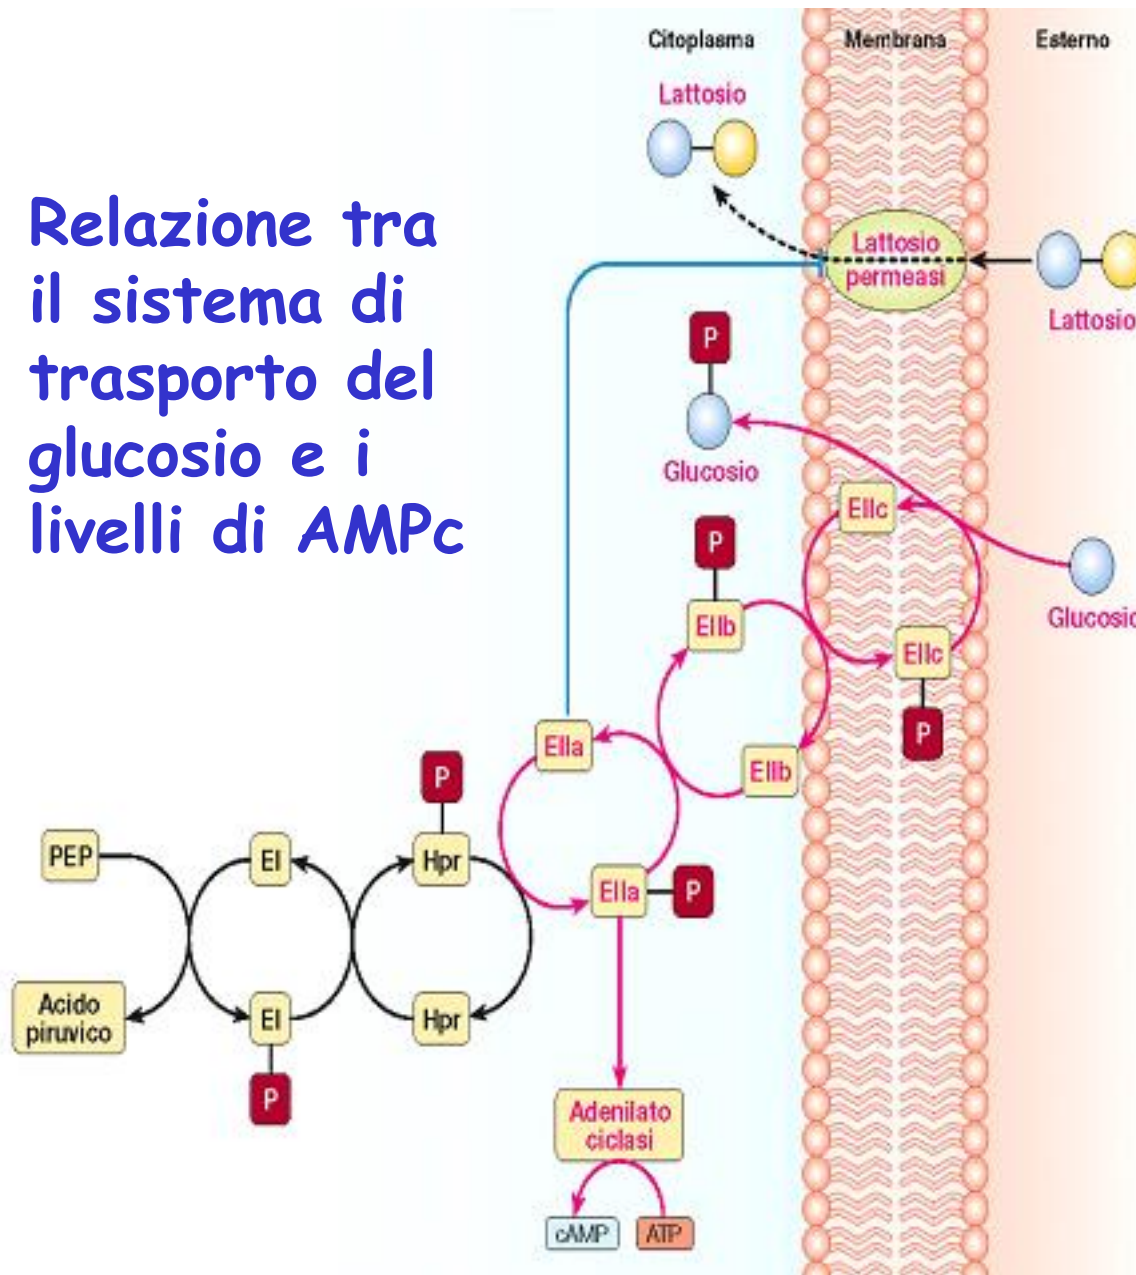 Citoplasma
Membrana
Esterno
Lattosio
Relazione tra
il sistema di
trasporto del
glucosio e i
livelli di AMPc
Lattosio
permeasi
Lattosio
P
Glucosio
EIIc
P
EIIb
Glucosio
EIIc
P
EIIa
EIIb
P
PEP
EI
Hpr
EIIa
P
Acido
piruvico
EI
Hpr
P
Adenilato
ciclasi
cAMP
ATP